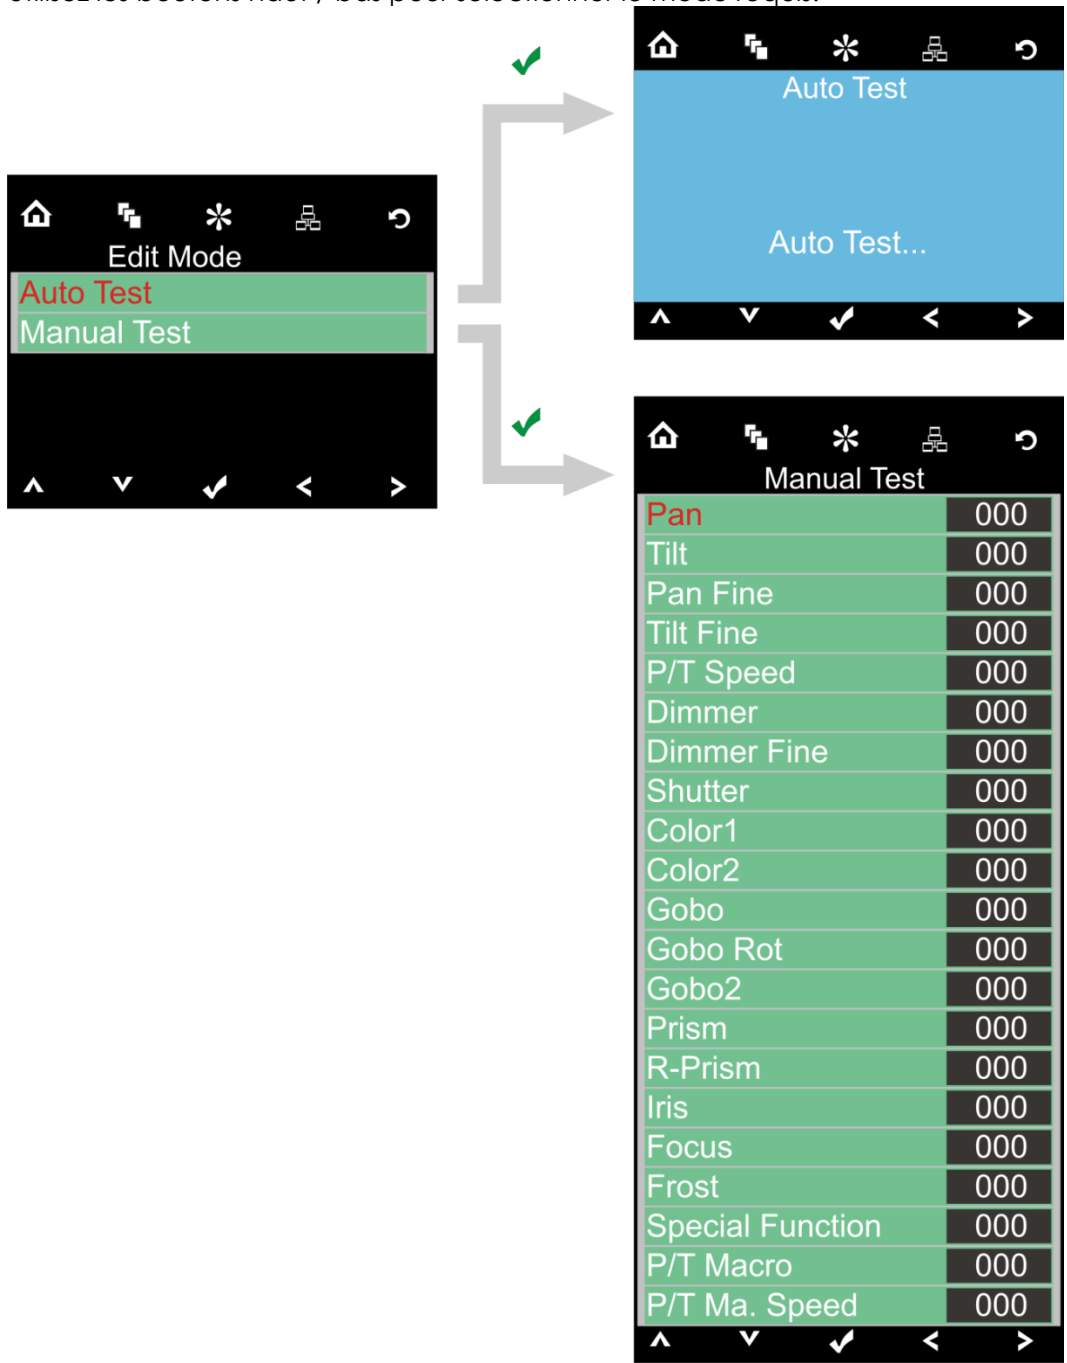 Edit Mode
Auto Test
Manual Test
Auto Test
Auto Test...
Manual Test
Pan 000
Tilt 000
Pan Fine 000
Tilt Fine 000
P/T Speed 000
Dimmer 000
Dimmer Fine 000
Shutter 000
Color1 000
Color2 000
Gobo 000
Gobo Rot 000
Gobo2 000
Prism 000
R-Prism 000
Iris 000
Focus 000
Frost 000
Special Function 000
P/T Macro 000
P/T Ma. Speed 000